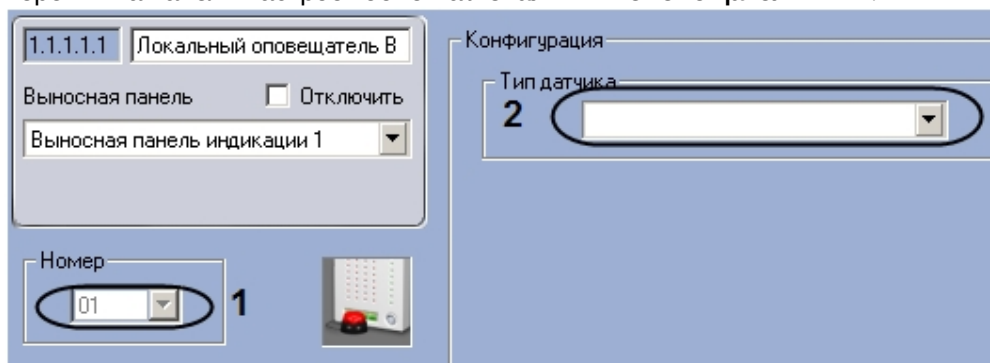 1.1.1.1.1 Локальный оповещатель В
Выносная панель Отключить
Выносная панель индикации 1
Номер
01 1
Конфигурация
Тип датчика
2